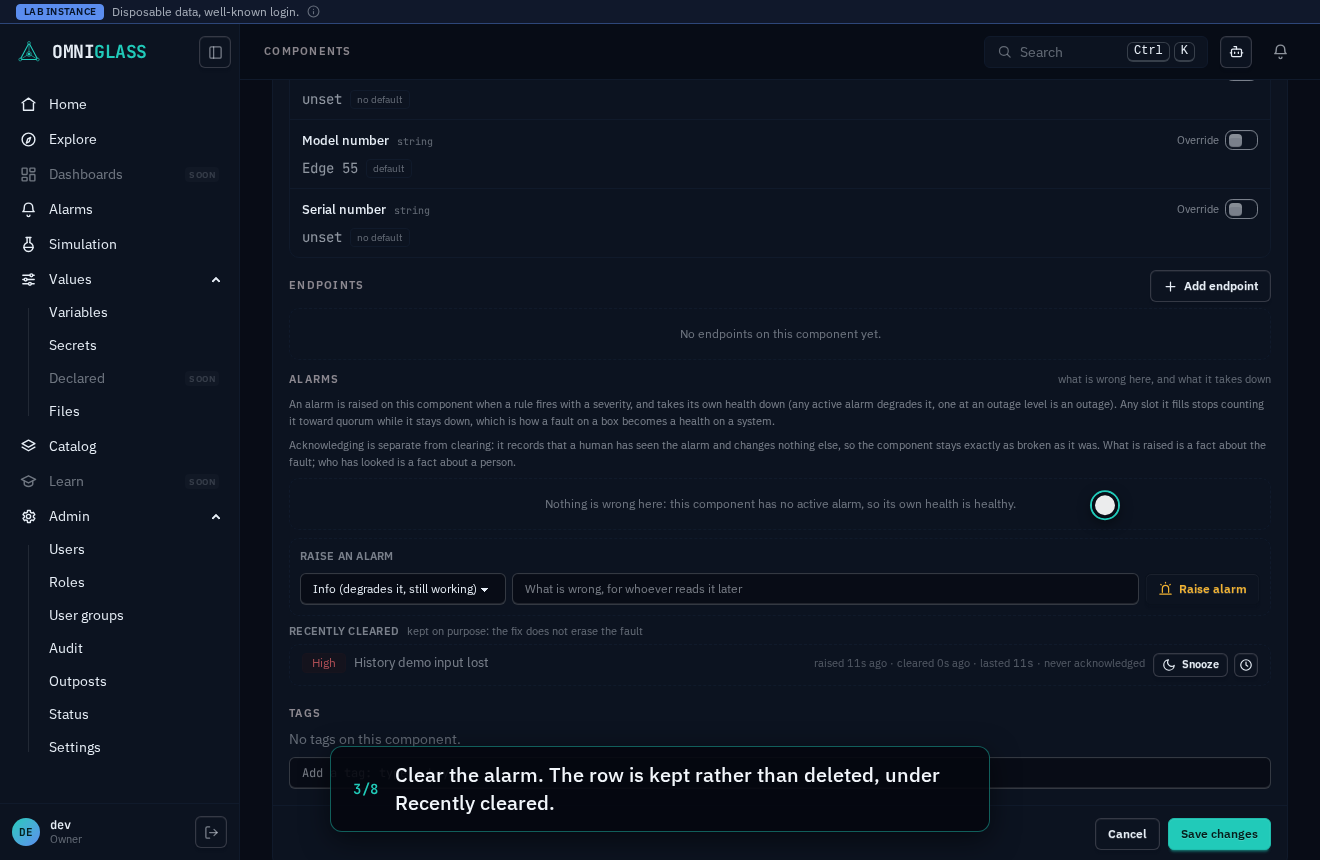 LAB INSTANCE Disposable data, well-known login.
OMNIGLASS
COMPONENTS
Search Ctrl K
Home
Explore
Dashboards SOON
Alarms
Simulation
Values
Variables
Secrets
Declared SOON
Files
Catalog
Learn SOON
Admin
Users
Roles
User groups
Audit
Outposts
Status
Settings
DE dev
Owner
unset no default
Model number string Override
Edge 55 default
Serial number string Override
unset no default
ENDPOINTS Add endpoint
No endpoints on this component yet.
ALARMS what is wrong here, and what it takes down
An alarm is raised on this component when a rule fires with a severity, and takes its own health down (any active alarm degrades it, one at an outage level is an outage). Any slot it fills stops counting
it toward quorum while it stays down, which is how a fault on a box becomes a health on a system.
Acknowledging is separate from clearing: it records that a human has seen the alarm and changes nothing else, so the component stays exactly as broken as it was. What is raised is a fact about the
fault; who has looked is a fact about a person.
Nothing is wrong here: this component has no active alarm, so its own health is healthy.
RAISE AN ALARM
Info (degrades it, still working) What is wrong, for whoever reads it later Raise alarm
RECENTLY CLEARED kept on purpose: the fix does not erase the fault
High History demo input lost raised 11s ago · cleared 0s ago · lasted 11s · never acknowledged Snooze
TAGS
No tags on this component.
Add
3/8 Clear the alarm. The row is kept rather than deleted, under
Recently cleared.
Cancel Save changes